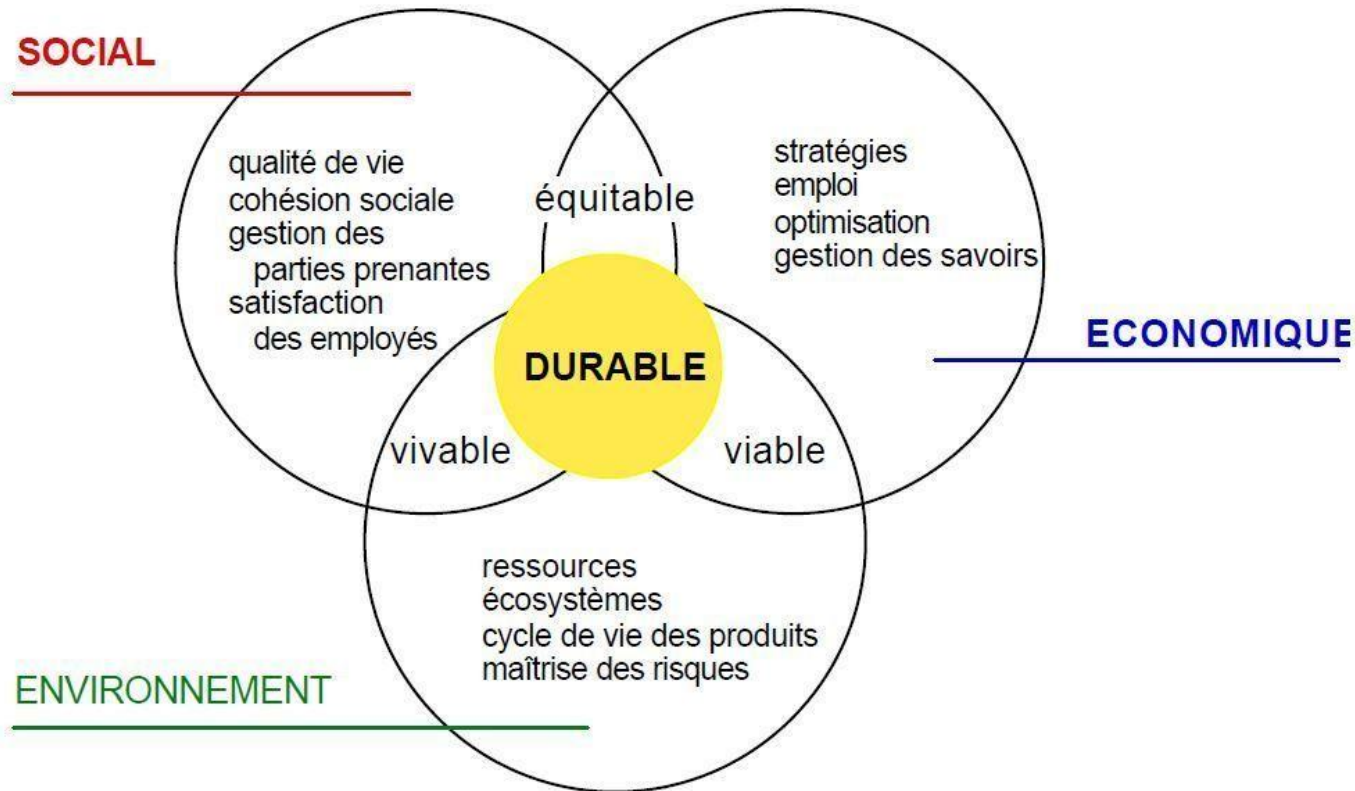 SOCIAL
qualité de vie
cohésion sociale
gestion des
parties prenantes
satisfaction
des employés
équitable
stratégies
emploi
optimisation
gestion des savoirs
ECONOMIQUE
DURABLE
vivable
viable
ressources
écosystèmes
cycle de vie des produits
maîtrise des risques
ENVIRONNEMENT